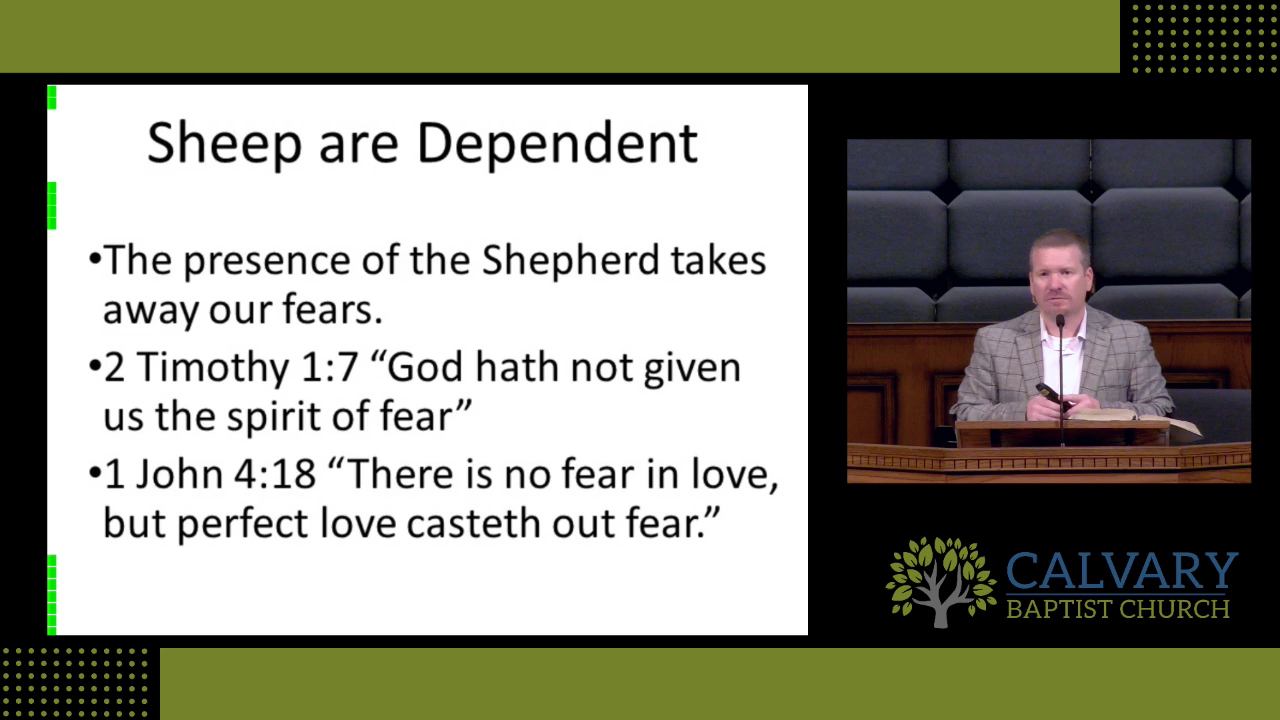 Sheep are Dependent
•The presence of the Shepherd takes
away our fears.
•2 Timothy 1:7 “God hath not given
us the spirit of fear”
•1 John 4:18 “There is no fear in love,
but perfect love casteth out fear.”
CALVARY
BAPTIST CHURCH